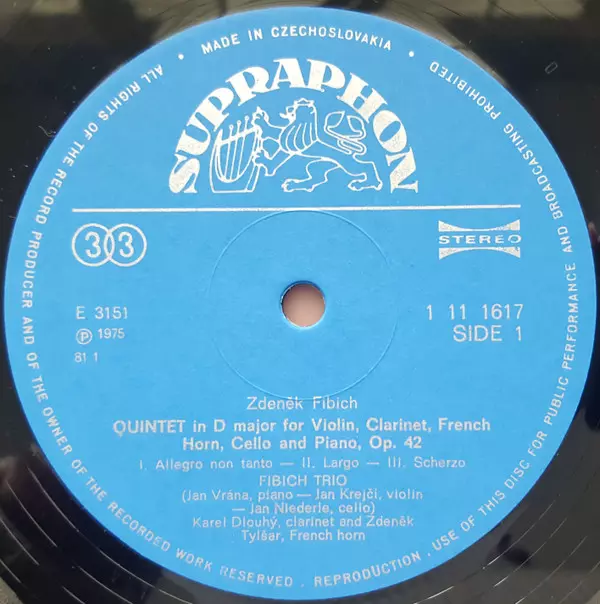 ALL RIGHTS OF THE RECORD PRODUCER AND OF THE OWNER OF THE RECORDED WORK RESERVED . REPRODUCTION . USE OF THIS DISC FOR PUBLIC PERFORMANCE AND BROADCASTING PROHIBITED
• MADE IN CZECHOSLOVAKIA •
SUPRAPHON
33
STEREO
E 3151
1 11 1617
Ⓟ 1975
SIDE 1
81 1
Zdeněk Fibich
QUINTET in D major for Violin, Clarinet, French
Horn, Cello and Piano, Op. 42
I. Allegro non tanto — II. Largo — III. Scherzo
FIBICH TRIO
(Jan Vrána, piano — Jan Krejčí, violin
— Jan Niederle, cello)
Karel Dlouhý, clarinet and Zdeněk
Tylšar, French horn